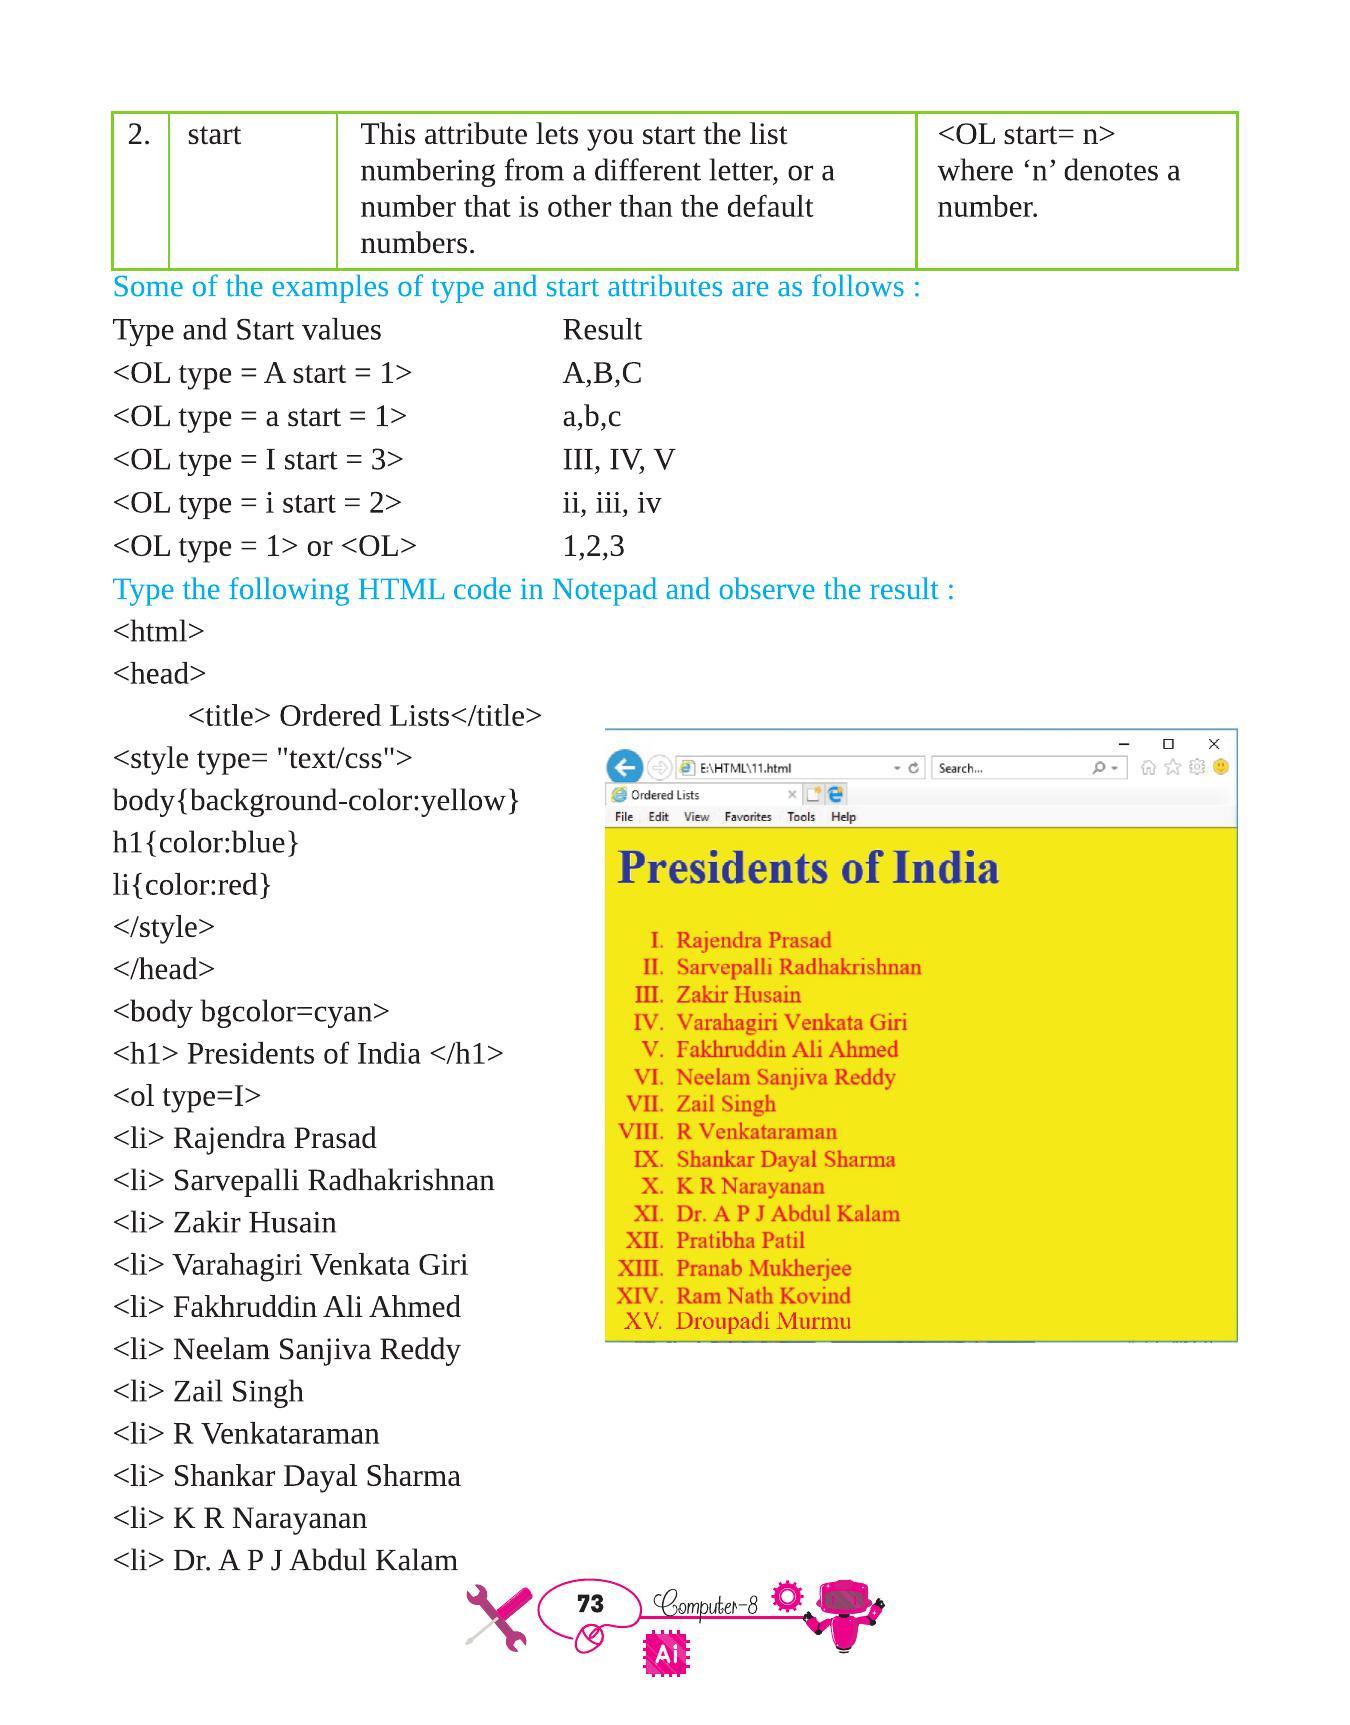 2. start This attribute lets you start the list <OL start= n>
numbering from a different letter, or a where ‘n’ denotes a
number that is other than the default number.
numbers.
Some of the examples of type and start attributes are as follows :
Type and Start values Result
<OL type = A start = 1> A,B,C
<OL type = a start = 1> a,b,c
<OL type = I start = 3> III, IV, V
<OL type = i start = 2> ii, iii, iv
<OL type = 1> or <OL> 1,2,3
Type the following HTML code in Notepad and observe the result :
<html>
<head>
<title> Ordered Lists</title>
<style type= "text/css">
body{background-color:yellow}
h1{color:blue}
li{color:red}
</style>
</head>
<body bgcolor=cyan>
<h1> Presidents of India </h1>
<ol type=I>
<li> Rajendra Prasad
<li> Sarvepalli Radhakrishnan
<li> Zakir Husain
<li> Varahagiri Venkata Giri
<li> Fakhruddin Ali Ahmed
<li> Neelam Sanjiva Reddy
<li> Zail Singh
<li> R Venkataraman
<li> Shankar Dayal Sharma
<li> K R Narayanan
<li> Dr. A P J Abdul Kalam
E:\HTML\11.html Search...
Ordered Lists
File Edit View Favorites Tools Help
Presidents of India
I. Rajendra Prasad
II. Sarvepalli Radhakrishnan
III. Zakir Husain
IV. Varahagiri Venkata Giri
V. Fakhruddin Ali Ahmed
VI. Neelam Sanjiva Reddy
VII. Zail Singh
VIII. R Venkataraman
IX. Shankar Dayal Sharma
X. K R Narayanan
XI. Dr. A P J Abdul Kalam
XII. Pratibha Patil
XIII. Pranab Mukherjee
XIV. Ram Nath Kovind
XV. Droupadi Murmu
73 Computer-8
Ai